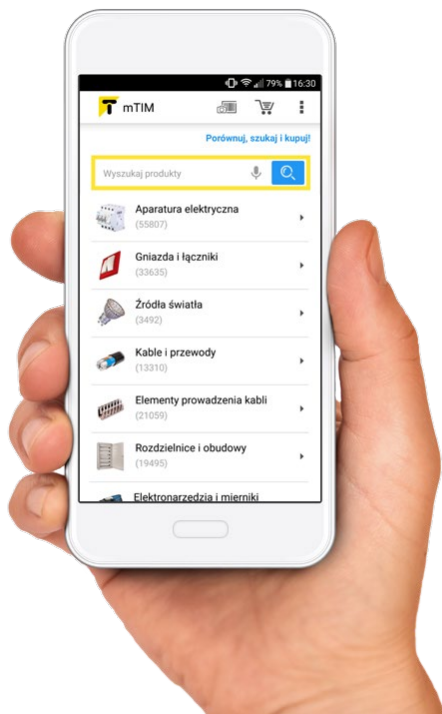 79% 16:30
mTIM
Porównuj, szukaj i kupuj!
Wyszukaj produkty
Aparatura elektryczna
(55807)
Gniazda i łączniki
(33635)
Źródła światła
(3492)
Kable i przewody
(13310)
Elementy prowadzenia kabli
(21059)
Rozdzielnice i obudowy
(19495)
Elektronarzędzia i mierniki